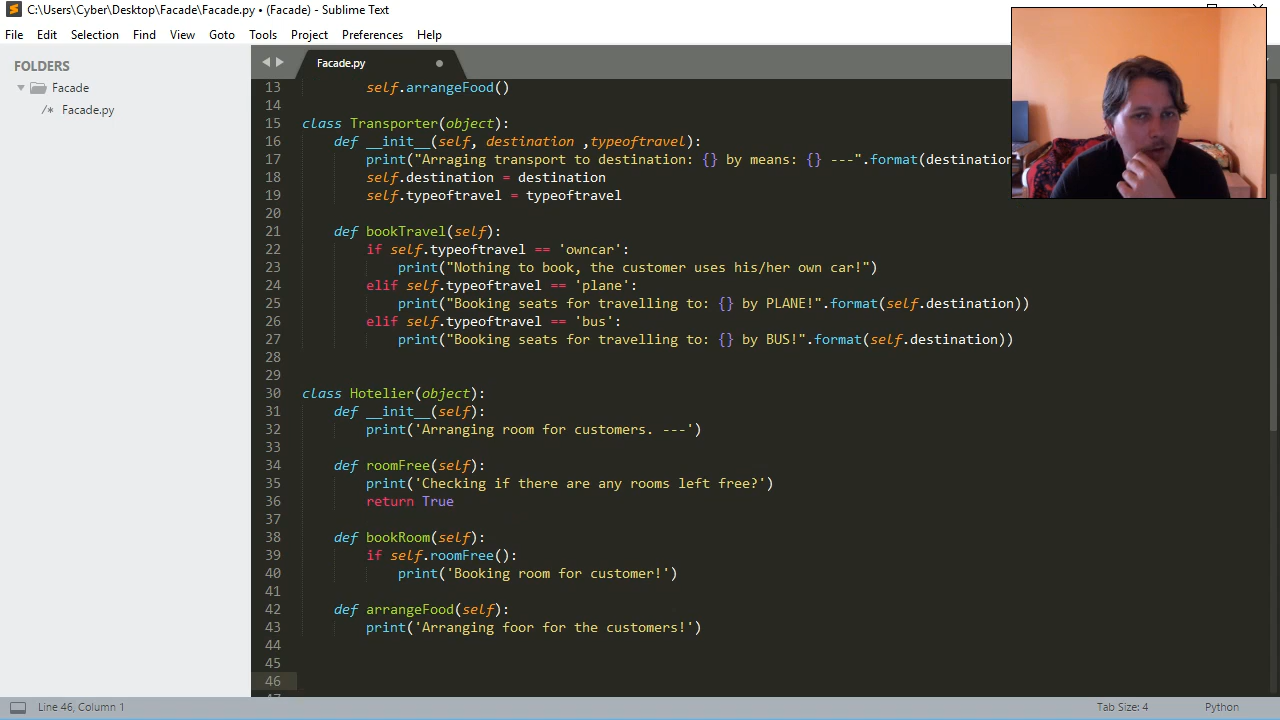 C:\Users\Cyber\Desktop\Facade\Facade.py • (Facade) - Sublime Text
File Edit Selection Find View Goto Tools Project Preferences Help
FOLDERS
Facade
/* Facade.py
Facade.py
13 self.arrangeFood()
14
15 class Transporter(object):
16 def __init__(self, destination ,typeoftravel):
17 print("Arraging transport to destination: {} by means: {} ---".format(destination
18 self.destination = destination
19 self.typeoftravel = typeoftravel
20
21 def bookTravel(self):
22 if self.typeoftravel == 'owncar':
23 print("Nothing to book, the customer uses his/her own car!")
24 elif self.typeoftravel == 'plane':
25 print("Booking seats for travelling to: {} by PLANE!".format(self.destination))
26 elif self.typeoftravel == 'bus':
27 print("Booking seats for travelling to: {} by BUS!".format(self.destination))
28
29
30 class Hotelier(object):
31 def __init__(self):
32 print('Arranging room for customers. ---')
33
34 def roomFree(self):
35 print('Checking if there are any rooms left free?')
36 return True
37
38 def bookRoom(self):
39 if self.roomFree():
40 print('Booking room for customer!')
41
42 def arrangeFood(self):
43 print('Arranging foor for the customers!')
44
45
46
Line 46, Column 1
Tab Size: 4
Python